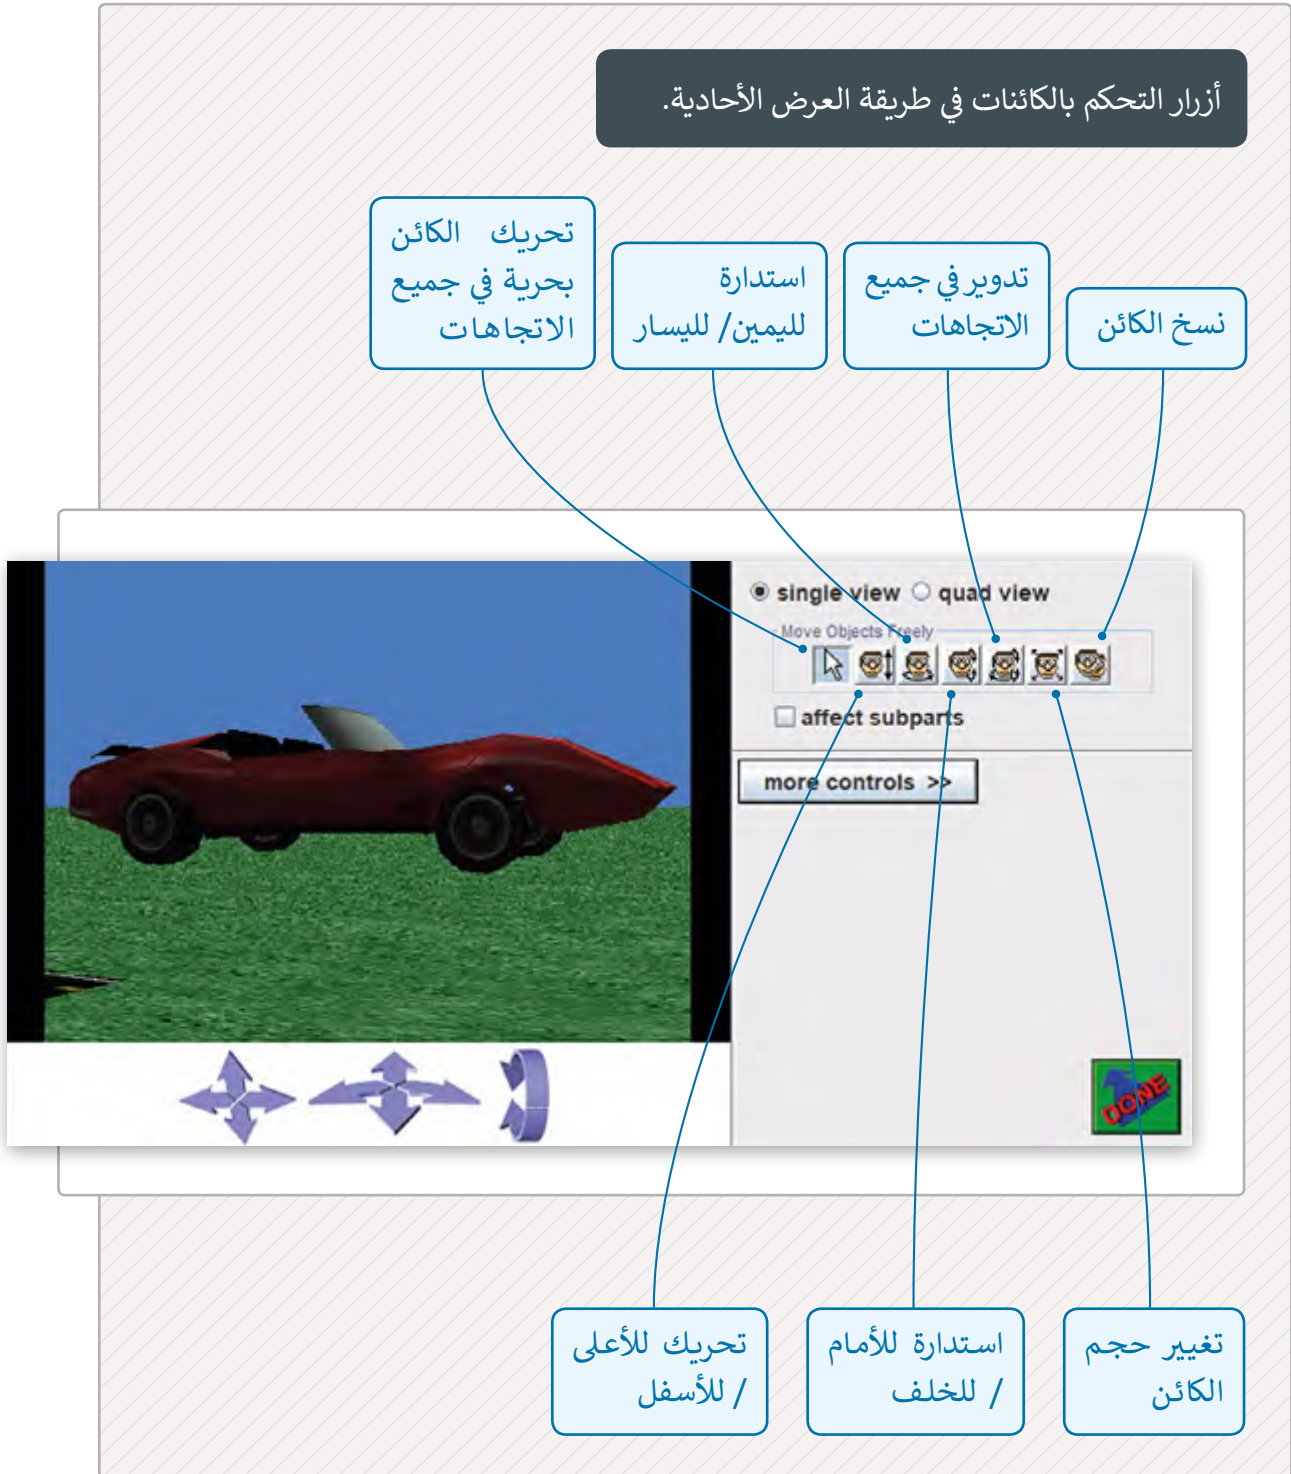 أزرار التحكم بالكائنات في طريقة العرض الأحادية.
نسخ الكائن
تدوير في جميع
الاتجاهات
استدارة
لليمين/ لليسار
تحريك الكائن
بحرية في جميع
الاتجاهات
single view quad view
Move Objects Freely
affect subparts
more controls >>
DONE
تغيير حجم
الكائن
استدارة للأمام
/ للخلف
تحريك للأعلى
/ للأسفل